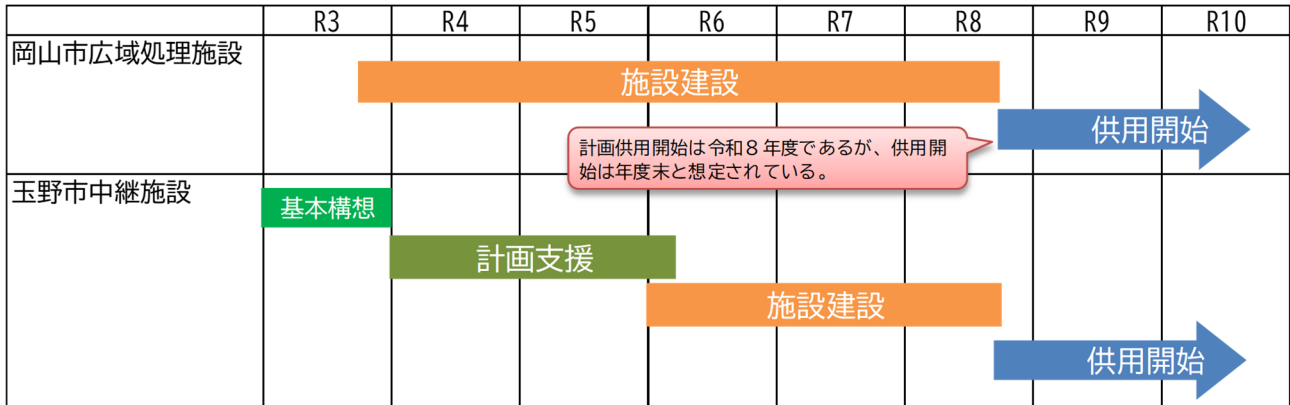 R3 R4 R5 R6 R7 R8 R9 R10
岡山市広域処理施設
施設建設
供用開始
計画供用開始は令和8年度であるが、供用開
始は年度末と想定されている。
玉野市中継施設
基本構想
計画支援
施設建設
供用開始